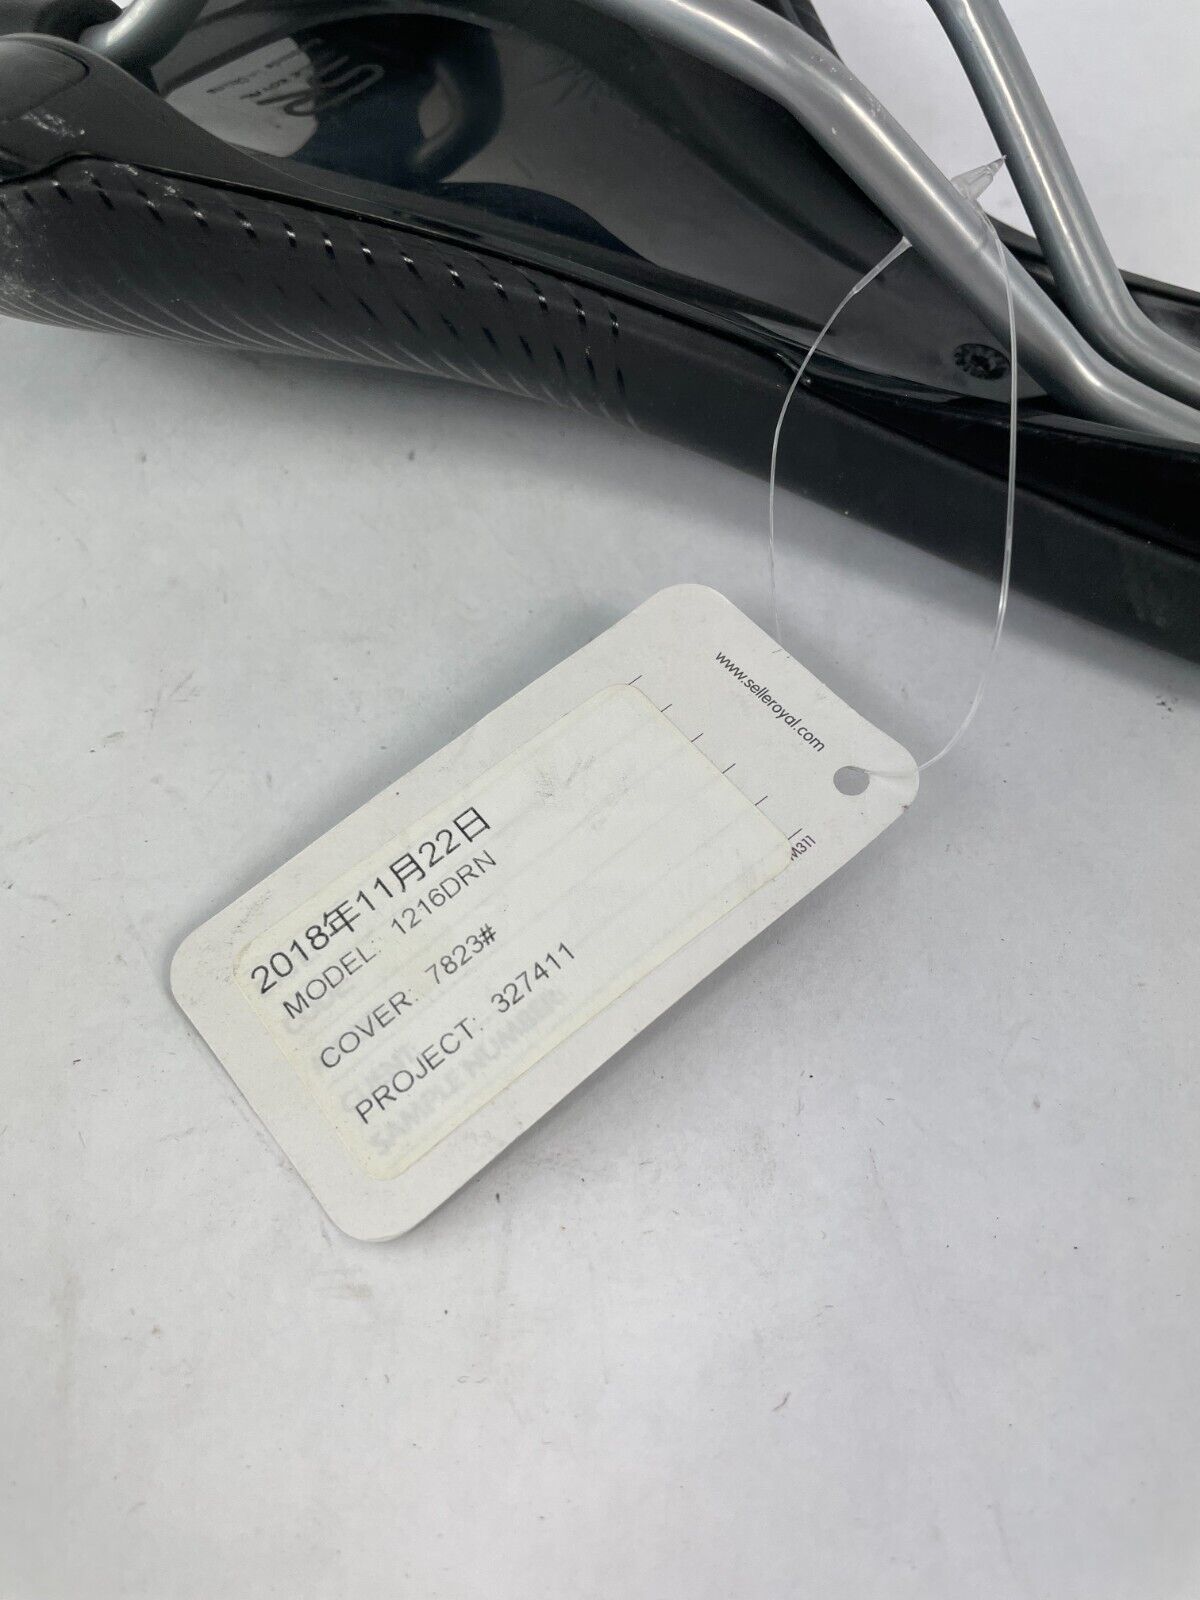 www.selleroyal.com
M311
2018年11月22日
MODEL: 1216DRN
COVER: 7823#
PROJECT: 327411
SAMPLE NUMBER: